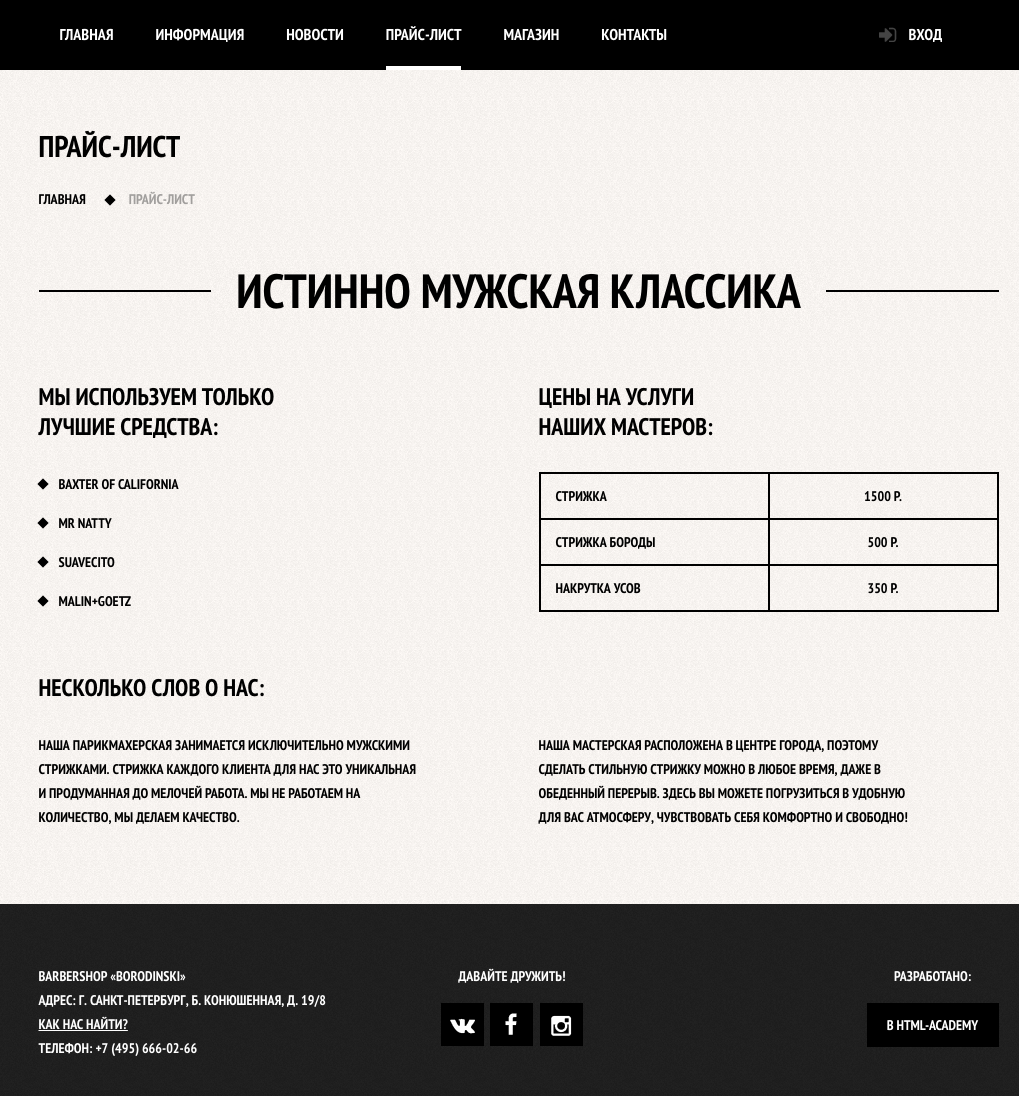 ГЛАВНАЯ ИНФОРМАЦИЯ НОВОСТИ ПРАЙС-ЛИСТ МАГАЗИН КОНТАКТЫ ВХОД
ПРАЙС-ЛИСТ
ГЛАВНАЯ ◆ ПРАЙС-ЛИСТ
ИСТИННО МУЖСКАЯ КЛАССИКА
МЫ ИСПОЛЬЗУЕМ ТОЛЬКО
ЛУЧШИЕ СРЕДСТВА:
BAXTER OF CALIFORNIA
MR NATTY
SUAVECITO
MALIN+GOETZ
ЦЕНЫ НА УСЛУГИ
НАШИХ МАСТЕРОВ:
СТРИЖКА 1500 Р.
СТРИЖКА БОРОДЫ 500 Р.
НАКРУТКА УСОВ 350 Р.
НЕСКОЛЬКО СЛОВ О НАС:
НАША ПАРИКМАХЕРСКАЯ ЗАНИМАЕТСЯ ИСКЛЮЧИТЕЛЬНО МУЖСКИМИ
СТРИЖКАМИ. СТРИЖКА КАЖДОГО КЛИЕНТА ДЛЯ НАС ЭТО УНИКАЛЬНАЯ
И ПРОДУМАННАЯ ДО МЕЛОЧЕЙ РАБОТА. МЫ НЕ РАБОТАЕМ НА
КОЛИЧЕСТВО, МЫ ДЕЛАЕМ КАЧЕСТВО.
НАША МАСТЕРСКАЯ РАСПОЛОЖЕНА В ЦЕНТРЕ ГОРОДА, ПОЭТОМУ
СДЕЛАТЬ СТИЛЬНУЮ СТРИЖКУ МОЖНО В ЛЮБОЕ ВРЕМЯ, ДАЖЕ В
ОБЕДЕННЫЙ ПЕРЕРЫВ. ЗДЕСЬ ВЫ МОЖЕТЕ ПОГРУЗИТЬСЯ В УДОБНУЮ
ДЛЯ ВАС АТМОСФЕРУ, ЧУВСТВОВАТЬ СЕБЯ КОМФОРТНО И СВОБОДНО!
BARBERSHOP «BORODINSKI»
АДРЕС: Г. САНКТ-ПЕТЕРБУРГ, Б. КОНЮШЕННАЯ, Д. 19/8
КАК НАС НАЙТИ?
ТЕЛЕФОН: +7 (495) 666-02-66
ДАВАЙТЕ ДРУЖИТЬ!
РАЗРАБОТАНО:
В HTML-ACADEMY